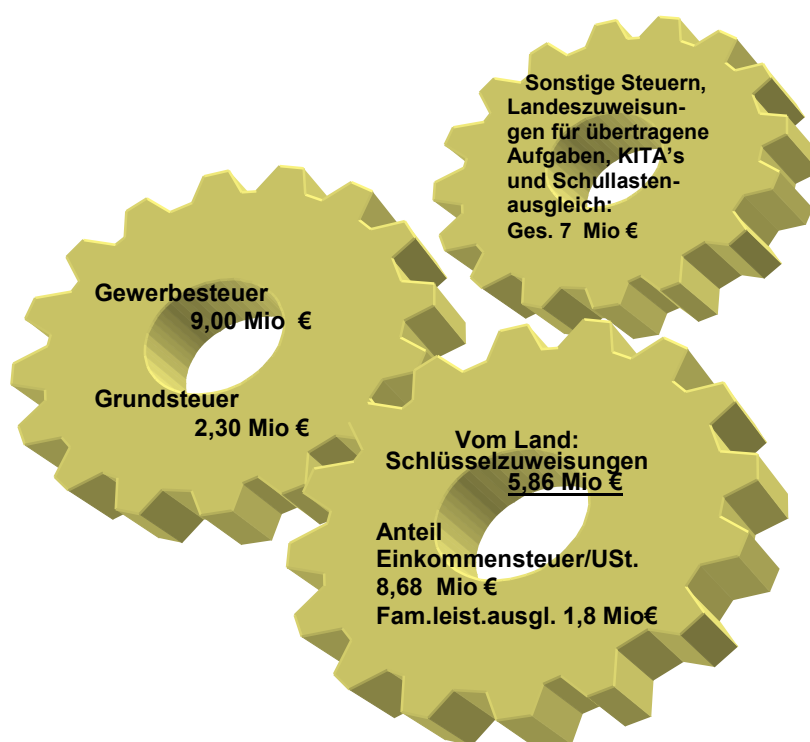 Sonstige Steuern,
Landeszuweisun-
gen für übertragene
Aufgaben, KITA's
und Schullasten-
ausgleich:
Ges. 7 Mio €
Gewerbesteuer
9,00 Mio €
Grundsteuer
2,30 Mio €
Vom Land:
Schlüsselzuweisungen
5,86 Mio €
Anteil
Einkommensteuer/USt.
8,68 Mio €
Fam.leist.ausgl. 1,8 Mio€